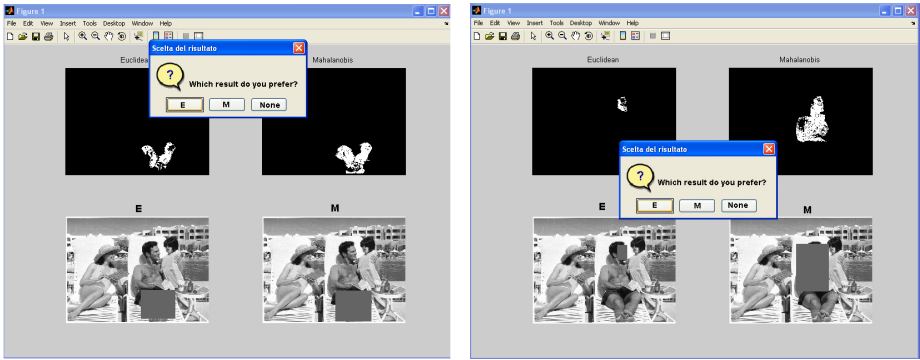 Figure 1
File Edit View Insert Tools Desktop Window Help
Euclidea
Mahalanobis
Scelta del risultato
?
Which result do you prefer?
E M None
E
M
Figure 1
File Edit View Insert Tools Desktop Window Help
Euclidean
Mahalanobis
Scelta del risultato
?
Which result do you prefer?
E M None
E
M